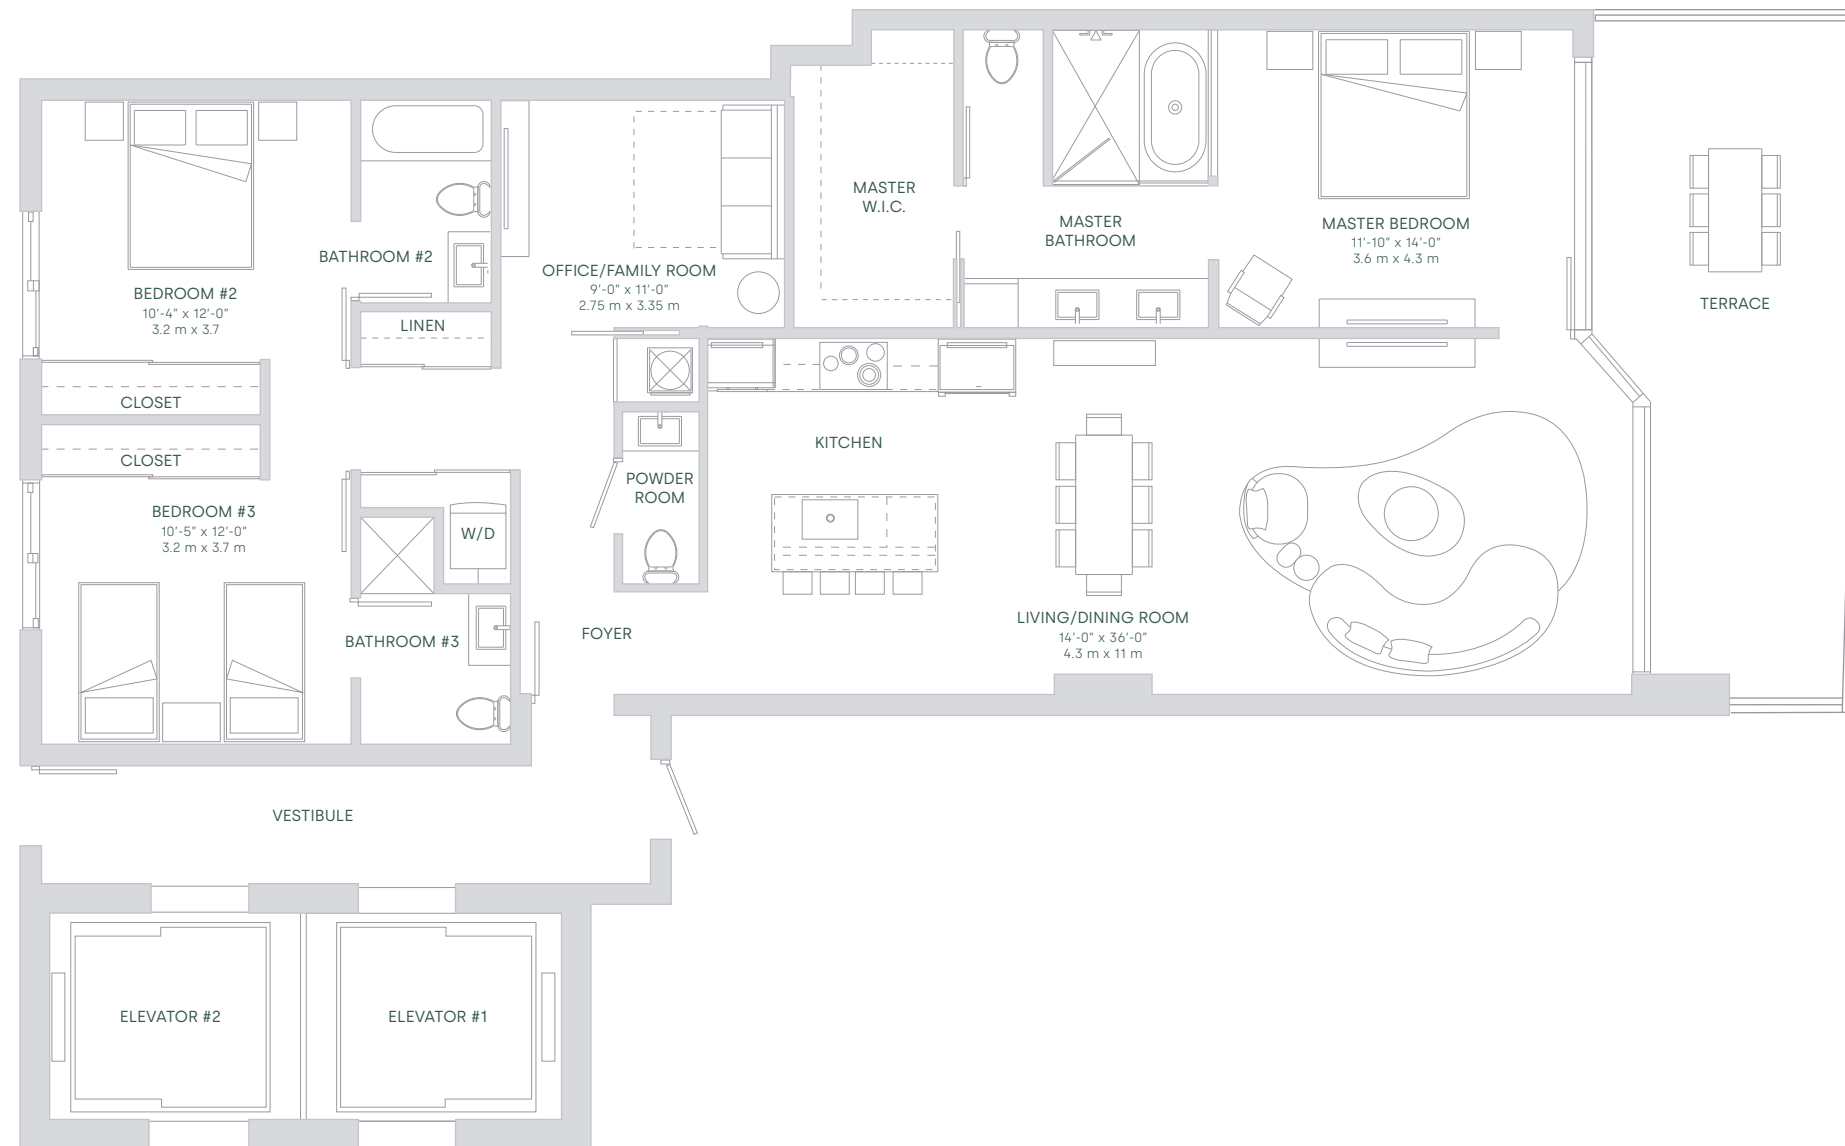 MASTER
W.I.C.
MASTER
BATHROOM
MASTER BEDROOM
11'-10" x 14'-0"
3.6 m x 4.3 m
TERRACE
BATHROOM #2
OFFICE/FAMILY ROOM
9'-0" x 11'-0"
2.75 m x 3.35 m
BEDROOM #2
10'-4" x 12'-0"
3.2 m x 3.7
LINEN
CLOSET
CLOSET
KITCHEN
POWDER
ROOM
BEDROOM #3
10'-5" x 12'-0"
3.2 m x 3.7 m
W/D
BATHROOM #3
FOYER
LIVING/DINING ROOM
14'-0" x 36'-0"
4.3 m x 11 m
VESTIBULE
ELEVATOR #2
ELEVATOR #1